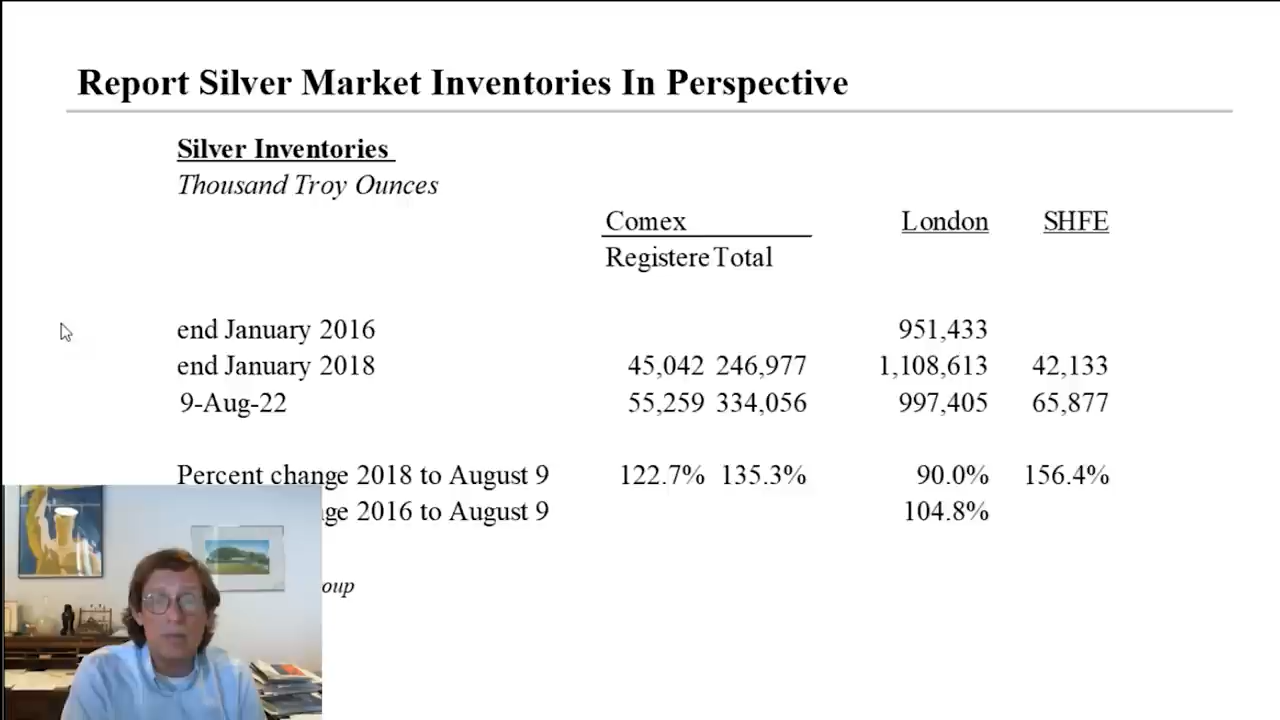 Report Silver Market Inventories In Perspective
Silver Inventories
Thousand Troy Ounces
Comex London SHFE
Registere Total
end January 2016 951,433
end January 2018 45,042 246,977 1,108,613 42,133
9-Aug-22 55,259 334,056 997,405 65,877
Percent change 2018 to August 9 122.7% 135.3% 90.0% 156.4%
ge 2016 to August 9 104.8%
oup